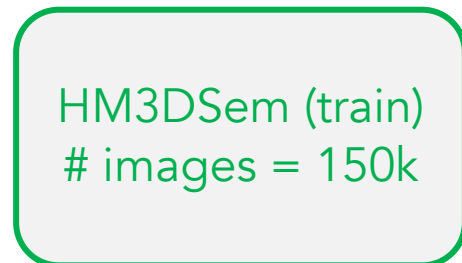 HM3DSem (train)
# images = 150k